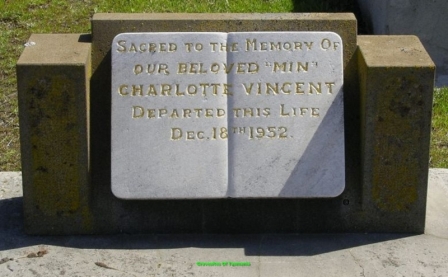 SACRED TO THE MEMORY OF
OUR BELOVED "MIN"
CHARLOTTE VINCENT
DEPARTED THIS LIFE
DEC. 18TH 1952.